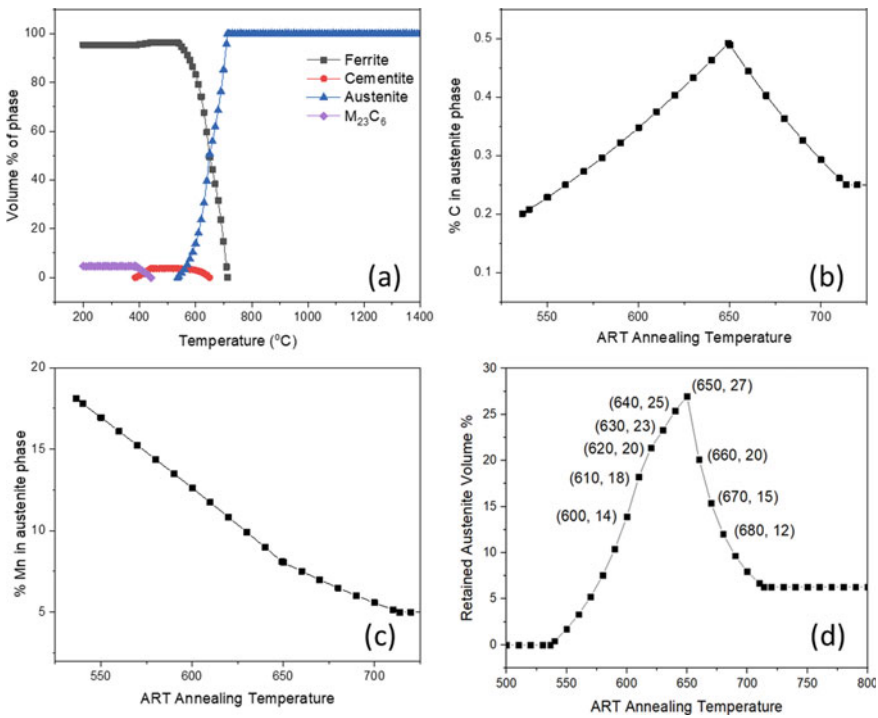 100
80
60
40
20
0
Volume % of phase
Ferrite
Cementite
Austenite
M₂₃C₆
(a)
200 400 600 800 1000 1200 1400
Temperature (⁰C)
0.5
0.4
0.3
0.2
0.1
% C in austenite phase
(b)
550 600 650 700
ART Annealing Temperature
20
15
10
5
% Mn in austenite phase
(c)
550 600 650 700
ART Annealing Temperature
30
25
20
15
10
5
0
Retained Austenite Volume %
(650, 27)
(640, 25)
(630, 23)
(620, 20)
(660, 20)
(610, 18)
(670, 15)
(600, 14)
(680, 12)
(d)
500 550 600 650 700 750 800
ART Annealing Temperature